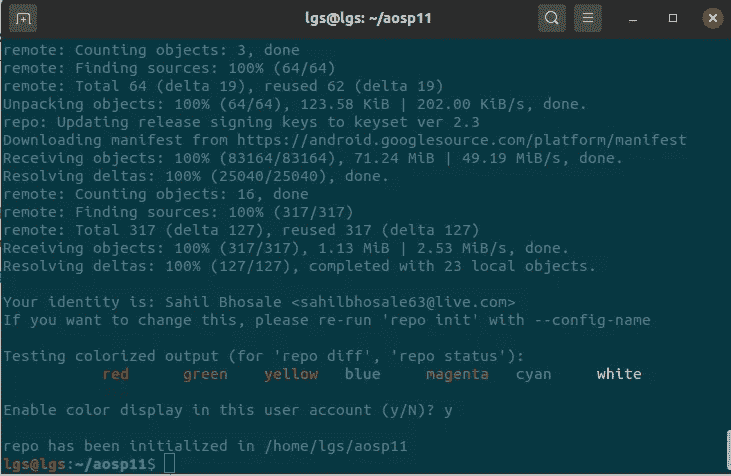 lgs@lgs: ~/aosp11
remote: Counting objects: 3, done
remote: Finding sources: 100% (64/64)
remote: Total 64 (delta 19), reused 62 (delta 19)
Unpacking objects: 100% (64/64), 123.58 KiB | 202.00 KiB/s, done.
repo: Updating release signing keys to keyset ver 2.3
Downloading manifest from https://android.googlesource.com/platform/manifest
Receiving objects: 100% (83164/83164), 71.24 MiB | 49.19 MiB/s, done.
Resolving deltas: 100% (25040/25040), done.
remote: Counting objects: 16, done
remote: Finding sources: 100% (317/317)
remote: Total 317 (delta 127), reused 317 (delta 127)
Receiving objects: 100% (317/317), 1.13 MiB | 2.53 MiB/s, done.
Resolving deltas: 100% (127/127), completed with 23 local objects.
Your identity is: Sahil Bhosale <sahilbhosale63@live.com>
If you want to change this, please re-run 'repo init' with --config-name
Testing colorized output (for 'repo diff', 'repo status'):
red green yellow blue magenta cyan white
Enable color display in this user account (y/N)? y
repo has been initialized in /home/lgs/aosp11
lgs@lgs:~/aosp11$